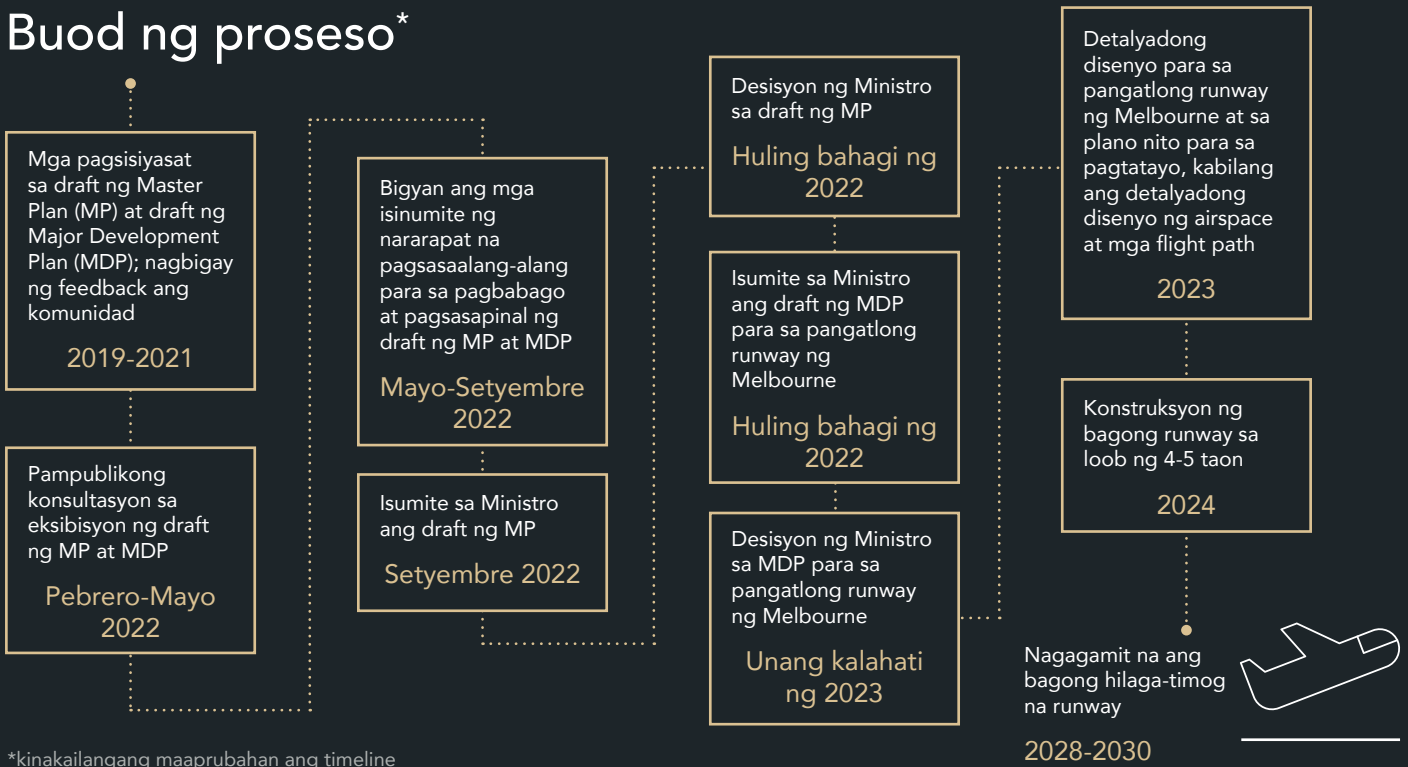 Buod ng proseso*
Mga pagsisiyasat
sa draft ng Master
Plan (MP) at draft ng
Major Development
Plan (MDP); nagbigay
ng feedback ang
komunidad
2019-2021
Pampublikong
konsultasyon sa
eksibisyon ng draft
ng MP at MDP
Pebrero-Mayo
2022
Bigyan ang mga
isinumite ng
nararapat na
pagsasaalang-alang
para sa pagbabago
at pagsasapinal ng
draft ng MP at MDP
Mayo-Setyembre
2022
Isumite sa Ministro
ang draft ng MP
Setyembre 2022
Desisyon ng Ministro
sa draft ng MP
Huling bahagi ng
2022
Isumite sa Ministro
ang draft ng MDP
para sa pangatlong
runway ng
Melbourne
Huling bahagi ng
2022
Desisyon ng Ministro
sa MDP para sa
pangatlong runway
ng Melbourne
Unang kalahati
ng 2023
Detalyadong
disenyo para sa
pangatlong runway
ng Melbourne at sa
plano nito para sa
pagtatayo, kabilang
ang detalyadong
disenyo ng airspace
at mga flight path
2023
Konstruksyon ng
bagong runway sa
loob ng 4-5 taon
2024
Nagagamit na ang
bagong hilaga-timog
na runway
2028-2030
*kinakailangang maaprubahan ang timeline